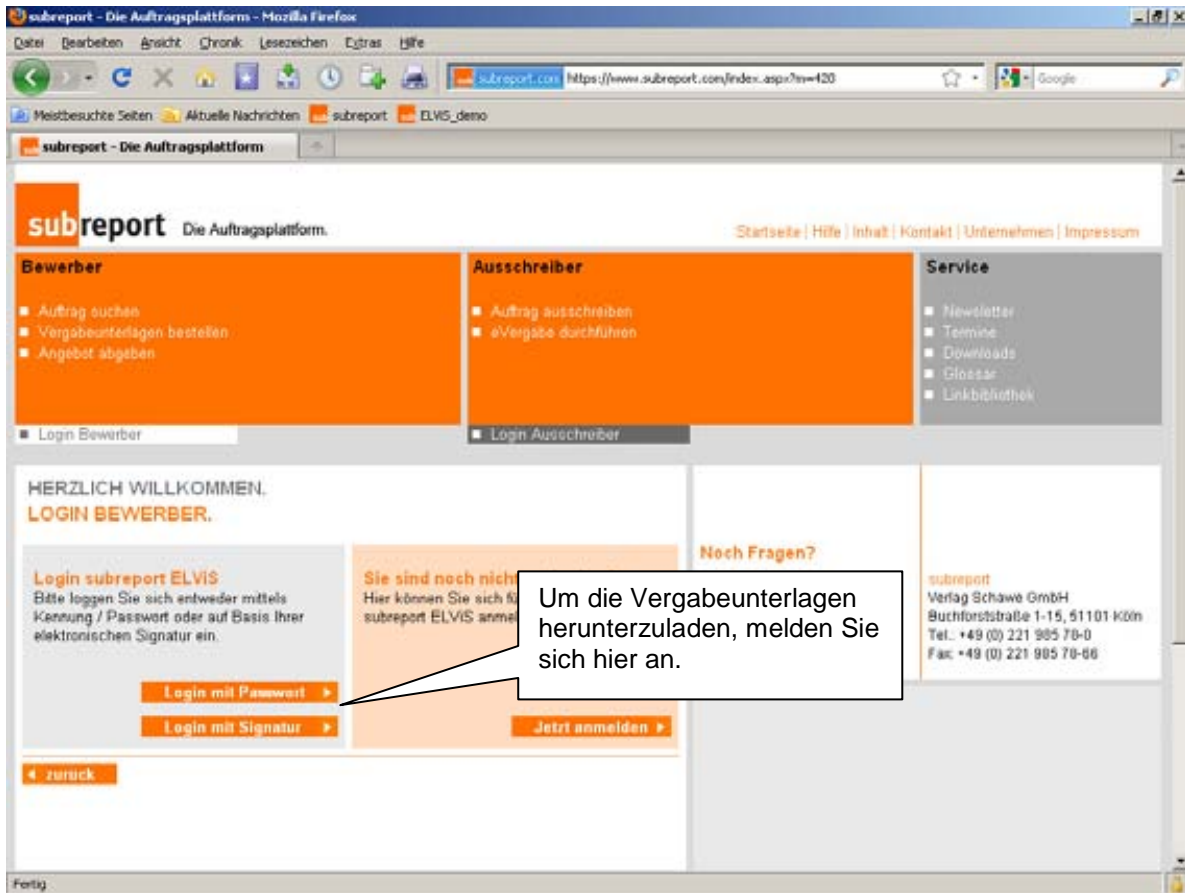 subreport - Die Auftragsplattform - Mozilla Firefox
Datei Bearbeiten Ansicht Chronik Lesezeichen Extras Hilfe
subreport.com https://www.subreport.com/index.aspx?m=420 Google
Meistbesuchte Seiten Aktuelle Nachrichten subreport ELViS_demo
subreport - Die Auftragsplattform
subreport Die Auftragsplattform.
Startseite | Hilfe | Inhalt | Kontakt | Unternehmen | Impressum
Bewerber
Auftrag suchen
Vergabeunterlagen bestellen
Angebot abgeben
Login Bewerber
Ausschreiber
Auftrag ausschreiben
eVergabe durchführen
Login Ausschreiber
Service
Newsletter
Termine
Downloads
Glossar
Linkbibliothek
HERZLICH WILLKOMMEN.
LOGIN BEWERBER.
Login subreport ELViS
Bitte loggen Sie sich entweder mittels
Kennung / Passwort oder auf Basis Ihrer
elektronischen Signatur ein.
Login mit Passwort
Login mit Signatur
Sie sind noch nicht
Hier können Sie sich
subreport ELViS
Jetzt anmelden
Um die Vergabeunterlagen
herunterzuladen, melden Sie
sich hier an.
Noch Fragen?
subreport
Verlag Schawe GmbH
Buchforststraße 1-15, 51101 Köln
Tel.: +49 (0) 221 985 78-0
Fax: +49 (0) 221 985 78-66
zurück
Fertig